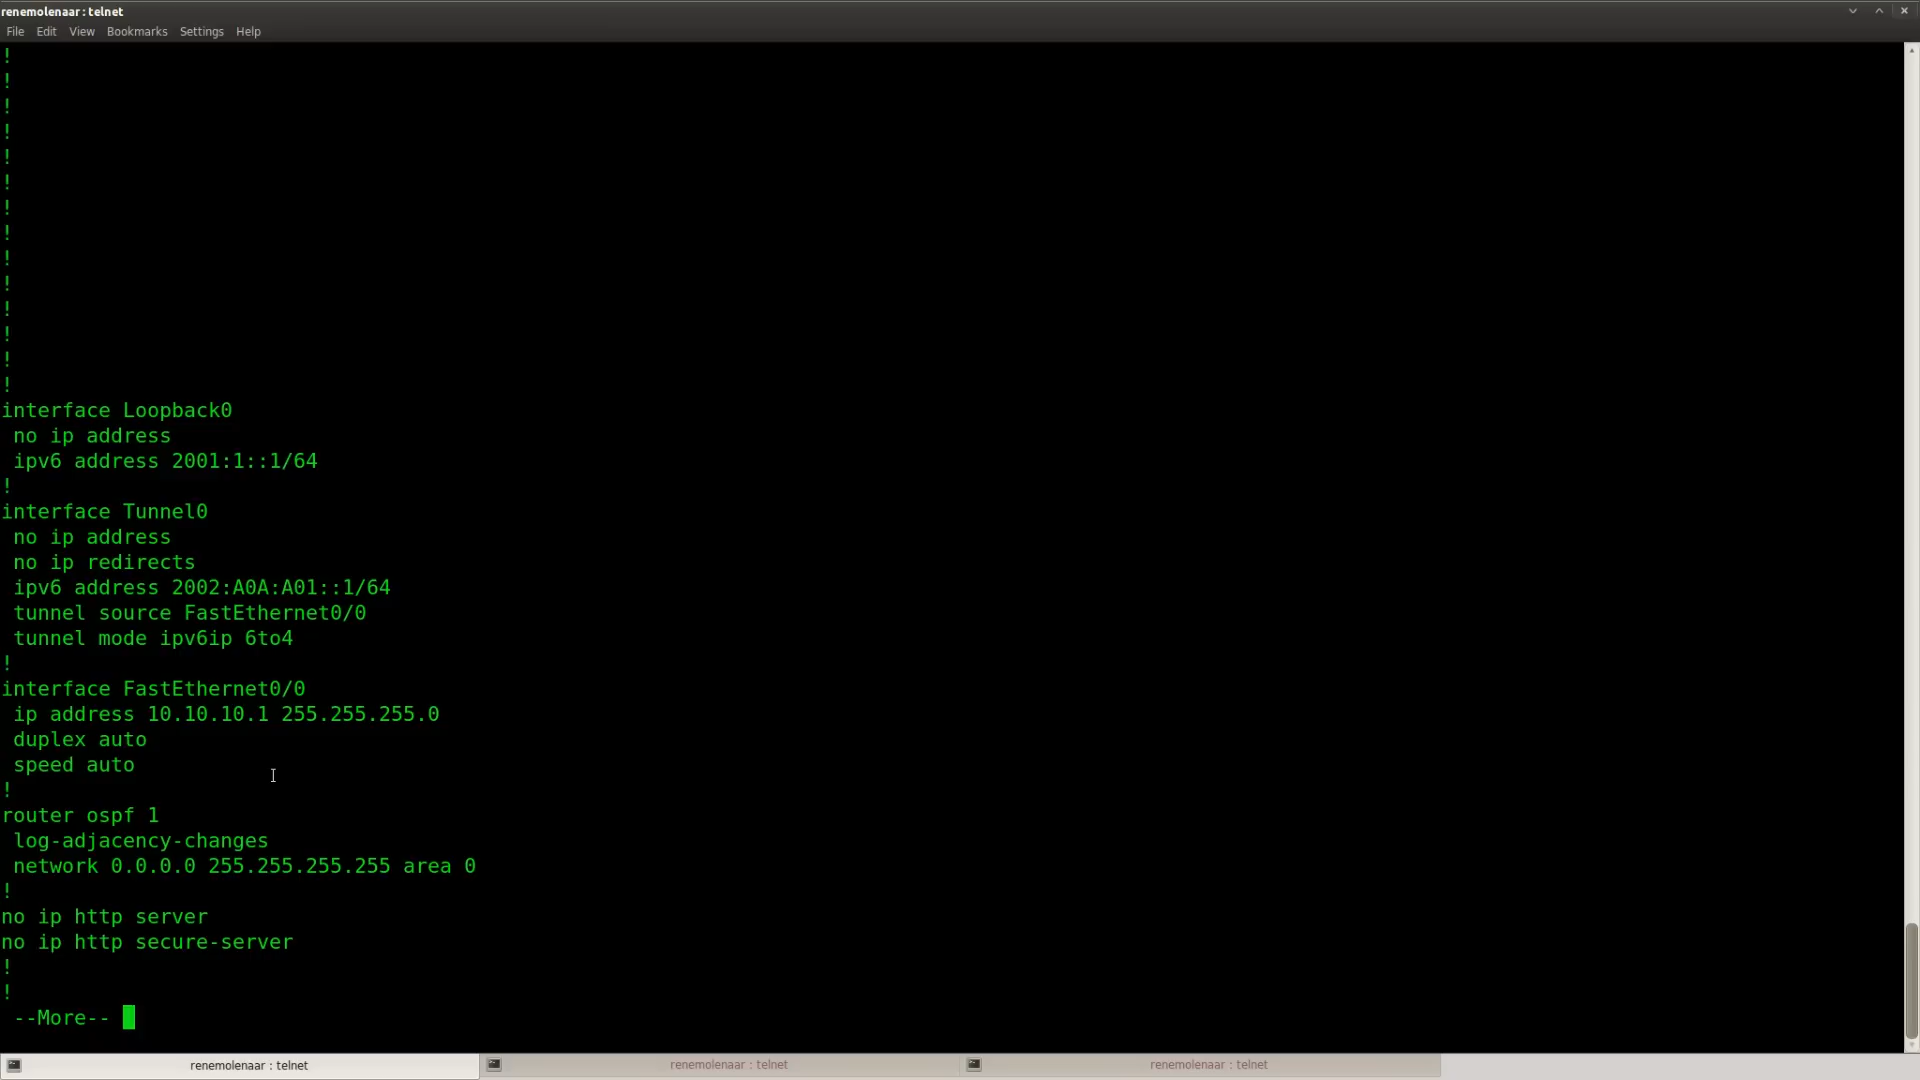 renemolenaar : telnet
File Edit View Bookmarks Settings Help
!
!
!
!
!
!
!
!
!
!
!
!
!
!
interface Loopback0
 no ip address
 ipv6 address 2001:1::1/64
!
interface Tunnel0
 no ip address
 no ip redirects
 ipv6 address 2002:A0A:A01::1/64
 tunnel source FastEthernet0/0
 tunnel mode ipv6ip 6to4
!
interface FastEthernet0/0
 ip address 10.10.10.1 255.255.255.0
 duplex auto
 speed auto
!
router ospf 1
 log-adjacency-changes
 network 0.0.0.0 255.255.255.255 area 0
!
no ip http server
no ip http secure-server
!
!
 --More--
renemolenaar : telnet renemolenaar : telnet renemolenaar : telnet